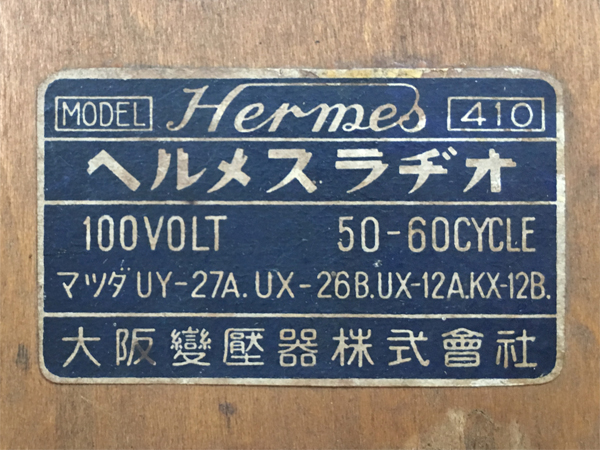 MODEL Hermes 410
ヘルメスラヂオ
100VOLT 50-60CYCLE
マツダ UY-27A. UX-26B. UX-12A. KX-12B.
大阪變壓器株式會社